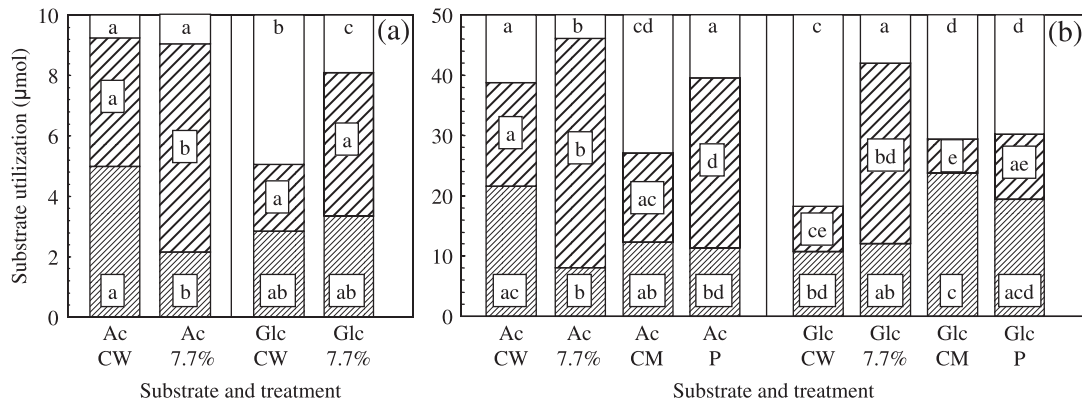 Substrate utilization (μmol)
10
8
6
4
2
0
a a b c (a)
a b a a
a b ab ab
Ac Ac Glc Glc
CW 7.7% CW 7.7%
Substrate and treatment
50
40
30
20
10
0
a b cd a c a d d (b)
a b ac d ce bd e ae
ac b ab bd bd ab c acd
Ac Ac Ac Ac Glc Glc Glc Glc
CW 7.7% CM P CW 7.7% CM P
Substrate and treatment